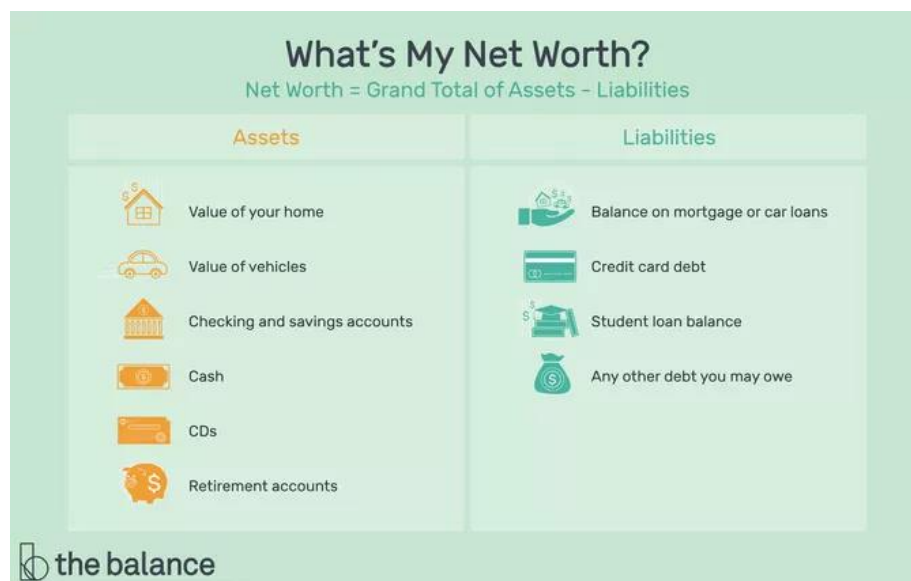 What's My Net Worth?
Net Worth = Grand Total of Assets - Liabilities
Assets
Liabilities
Value of your home
Value of vehicles
Checking and savings accounts
Cash
CDs
Retirement accounts
Balance on mortgage or car loans
Credit card debt
Student loan balance
Any other debt you may owe
the balance